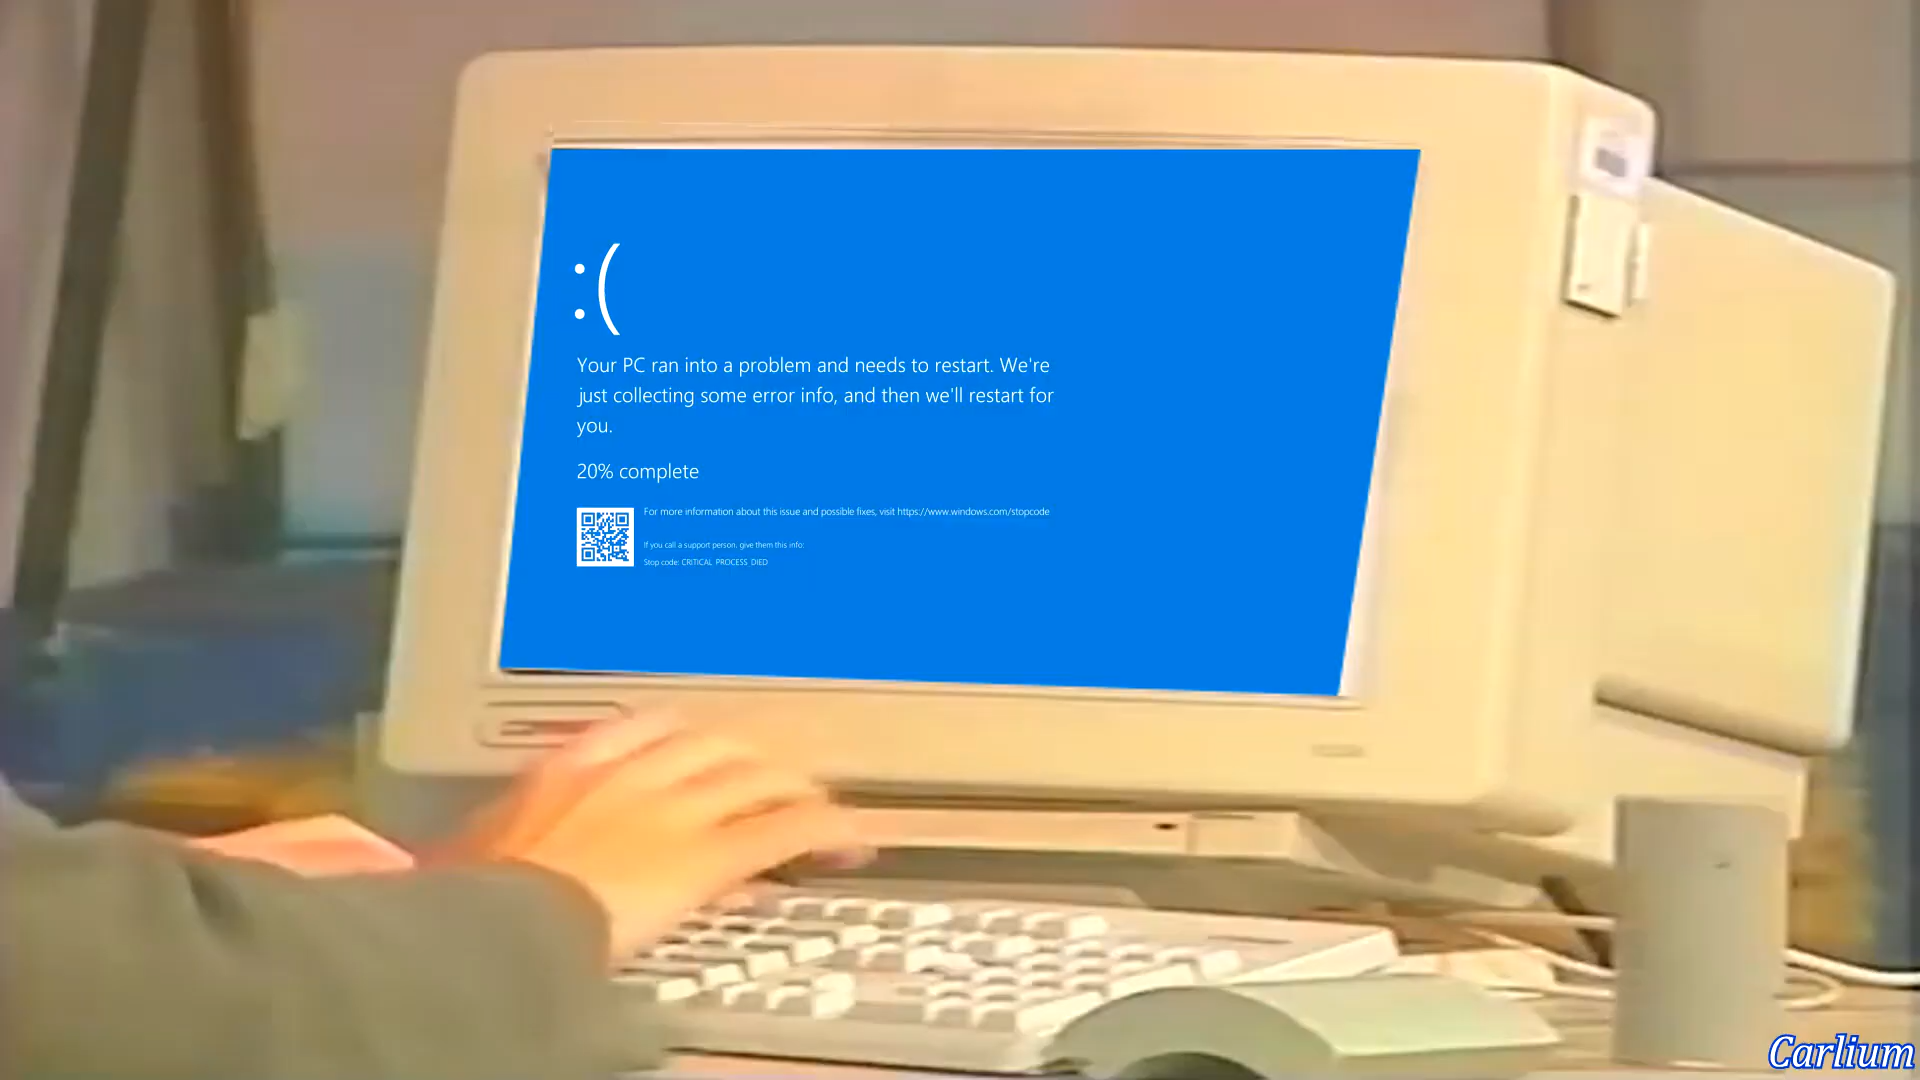 :(
Your PC ran into a problem and needs to restart. We're
just collecting some error info, and then we'll restart for
you.
20% complete
For more information about this issue and possible fixes, visit https://www.windows.com/stopcode
If you call a support person. give them this info:
Stop code: CRITICAL PROCESS DIED
Carlium